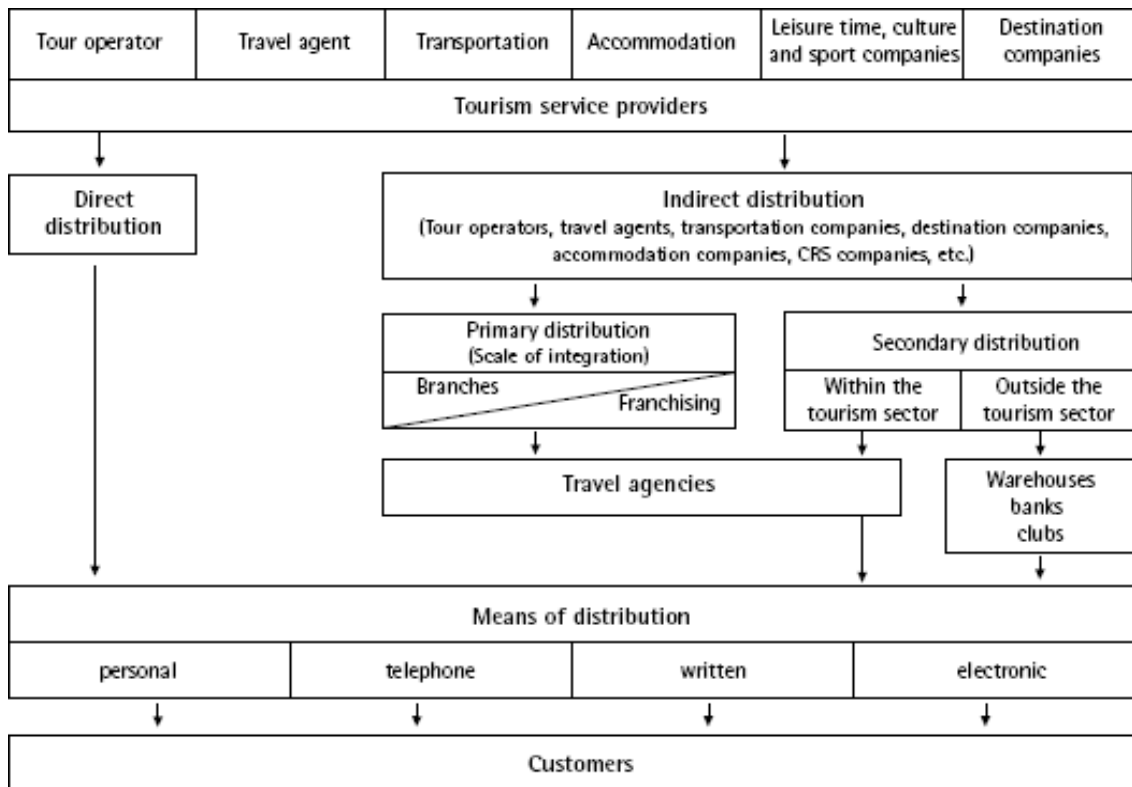 Tour operator
Travel agent
Transportation
Accommodation
Leisure time, culture
and sport companies
Destination
companies
Tourism service providers
Direct
distribution
Indirect distribution
(Tour operators, travel agents, transportation companies, destination companies,
accommodation companies, CRS companies, etc.)
Primary distribution
(Scale of integration)
Branches
Franchising
Secondary distribution
Within the
tourism sector
Outside the
tourism sector
Travel agencies
Warehouses
banks
clubs
Means of distribution
personal
telephone
written
electronic
Customers